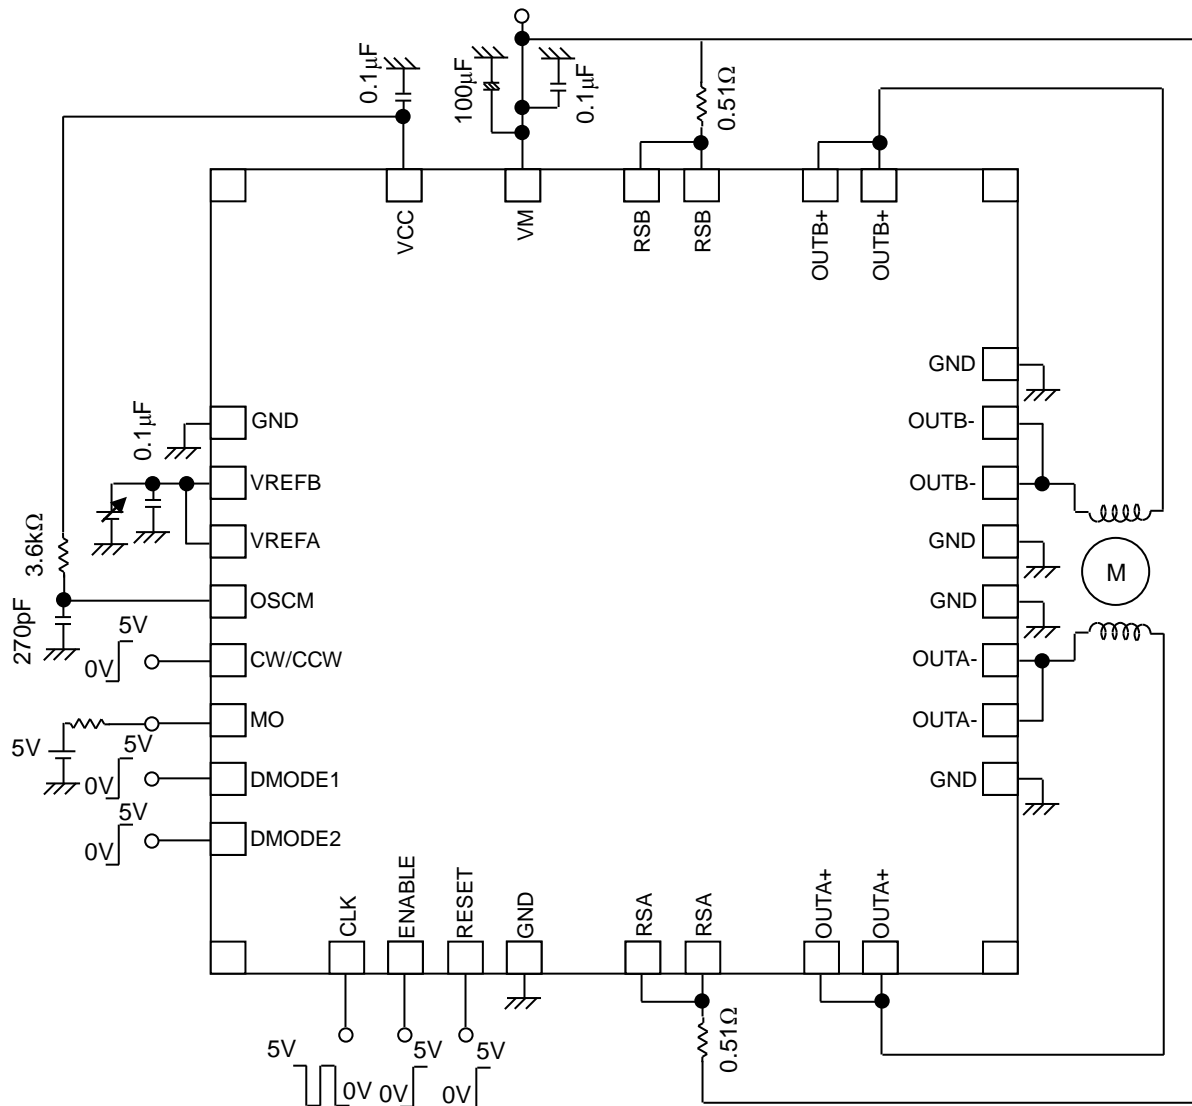 0.1μF
100μF
0.1μF
0.51Ω
VCC
VM
RSB
RSB
OUTB+
OUTB+
GND
0.1μF
GND
OUTB-
VREFB
OUTB-
3.6kΩ
VREFA
GND
M
270pF
OSCM
GND
5V
0V
CW/CCW
OUTA-
5V
MO
OUTA-
5V
0V
DMODE1
GND
5V
0V
DMODE2
CLK
ENABLE
RESET
GND
RSA
RSA
OUTA+
OUTA+
0.51Ω
5V
0V
5V
0V
5V
0V